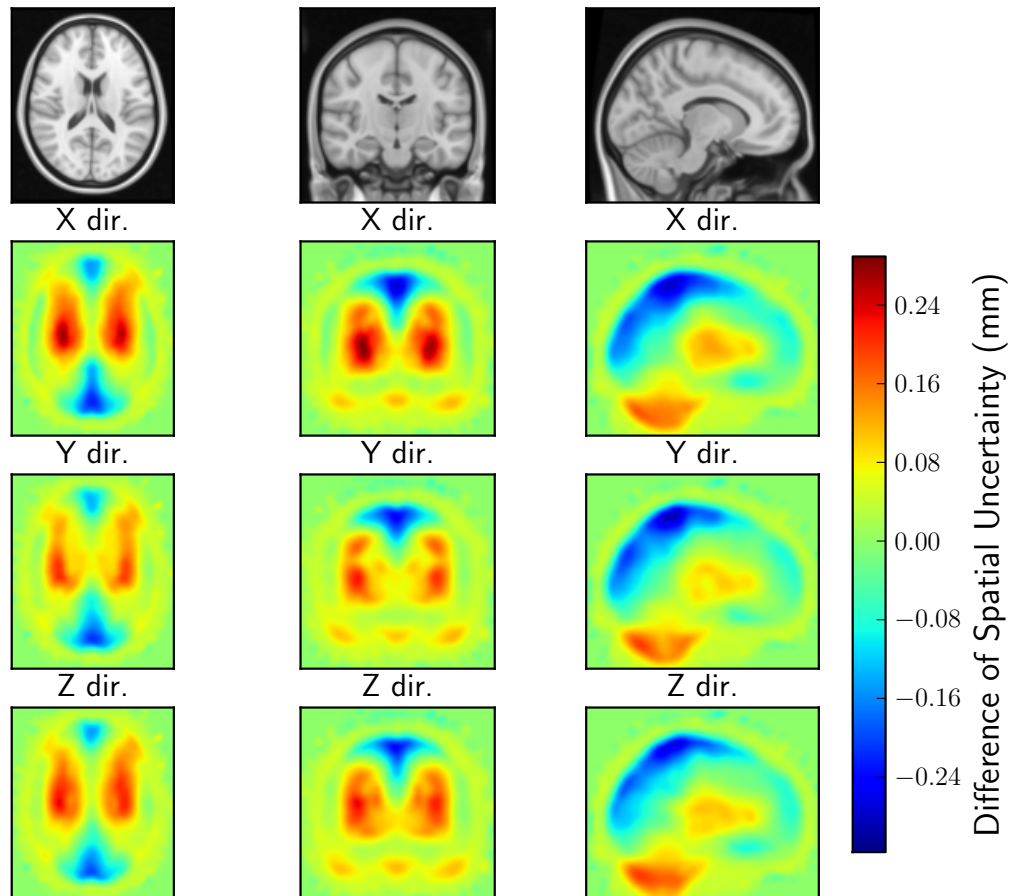 X dir.
X dir.
X dir.
Y dir.
Y dir.
Y dir.
Z dir.
Z dir.
Z dir.
0.24
0.16
0.08
0.00
−0.08
−0.16
−0.24
Difference of Spatial Uncertainty (mm)